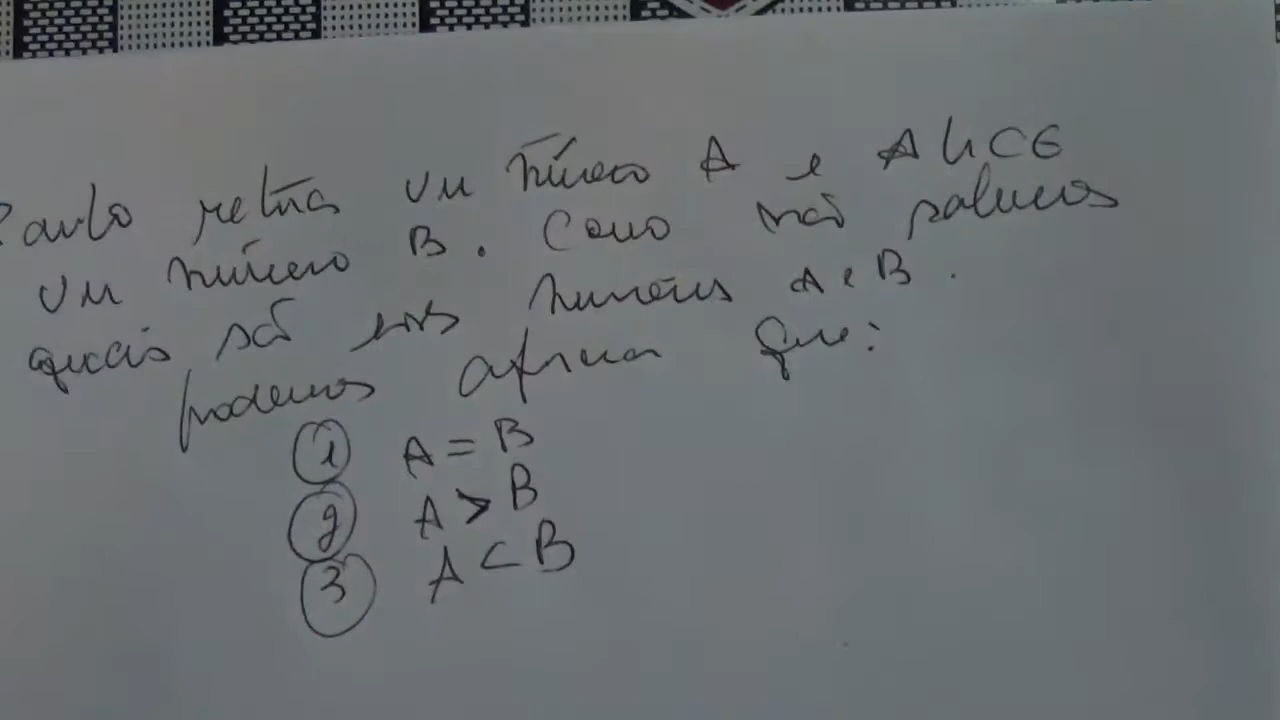 Paulo retira um número A e ALICE
um número B. Como não sabemos
quais são os números A e B.
podemos afirmar que:
① A = B
② A > B
③ A < B